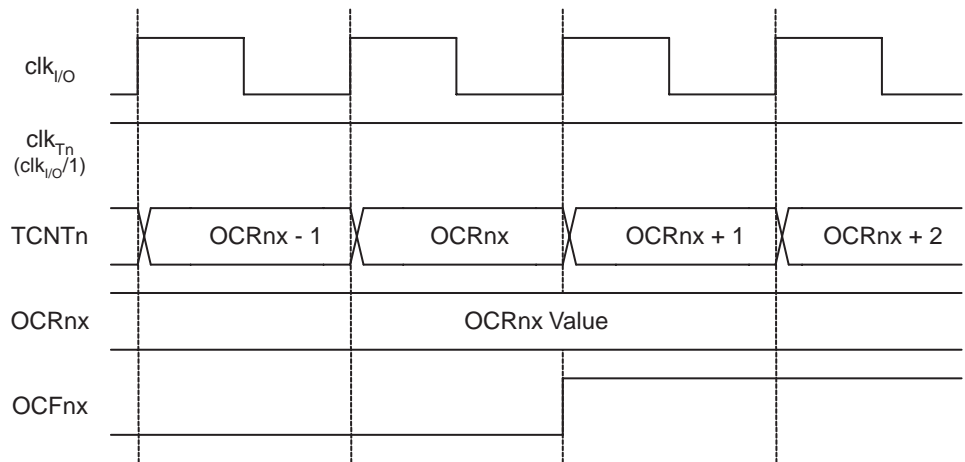 clkI/O
clkTn
(clkI/O/1)
TCNTn OCRnx - 1 OCRnx OCRnx + 1 OCRnx + 2
OCRnx OCRnx Value
OCFnx